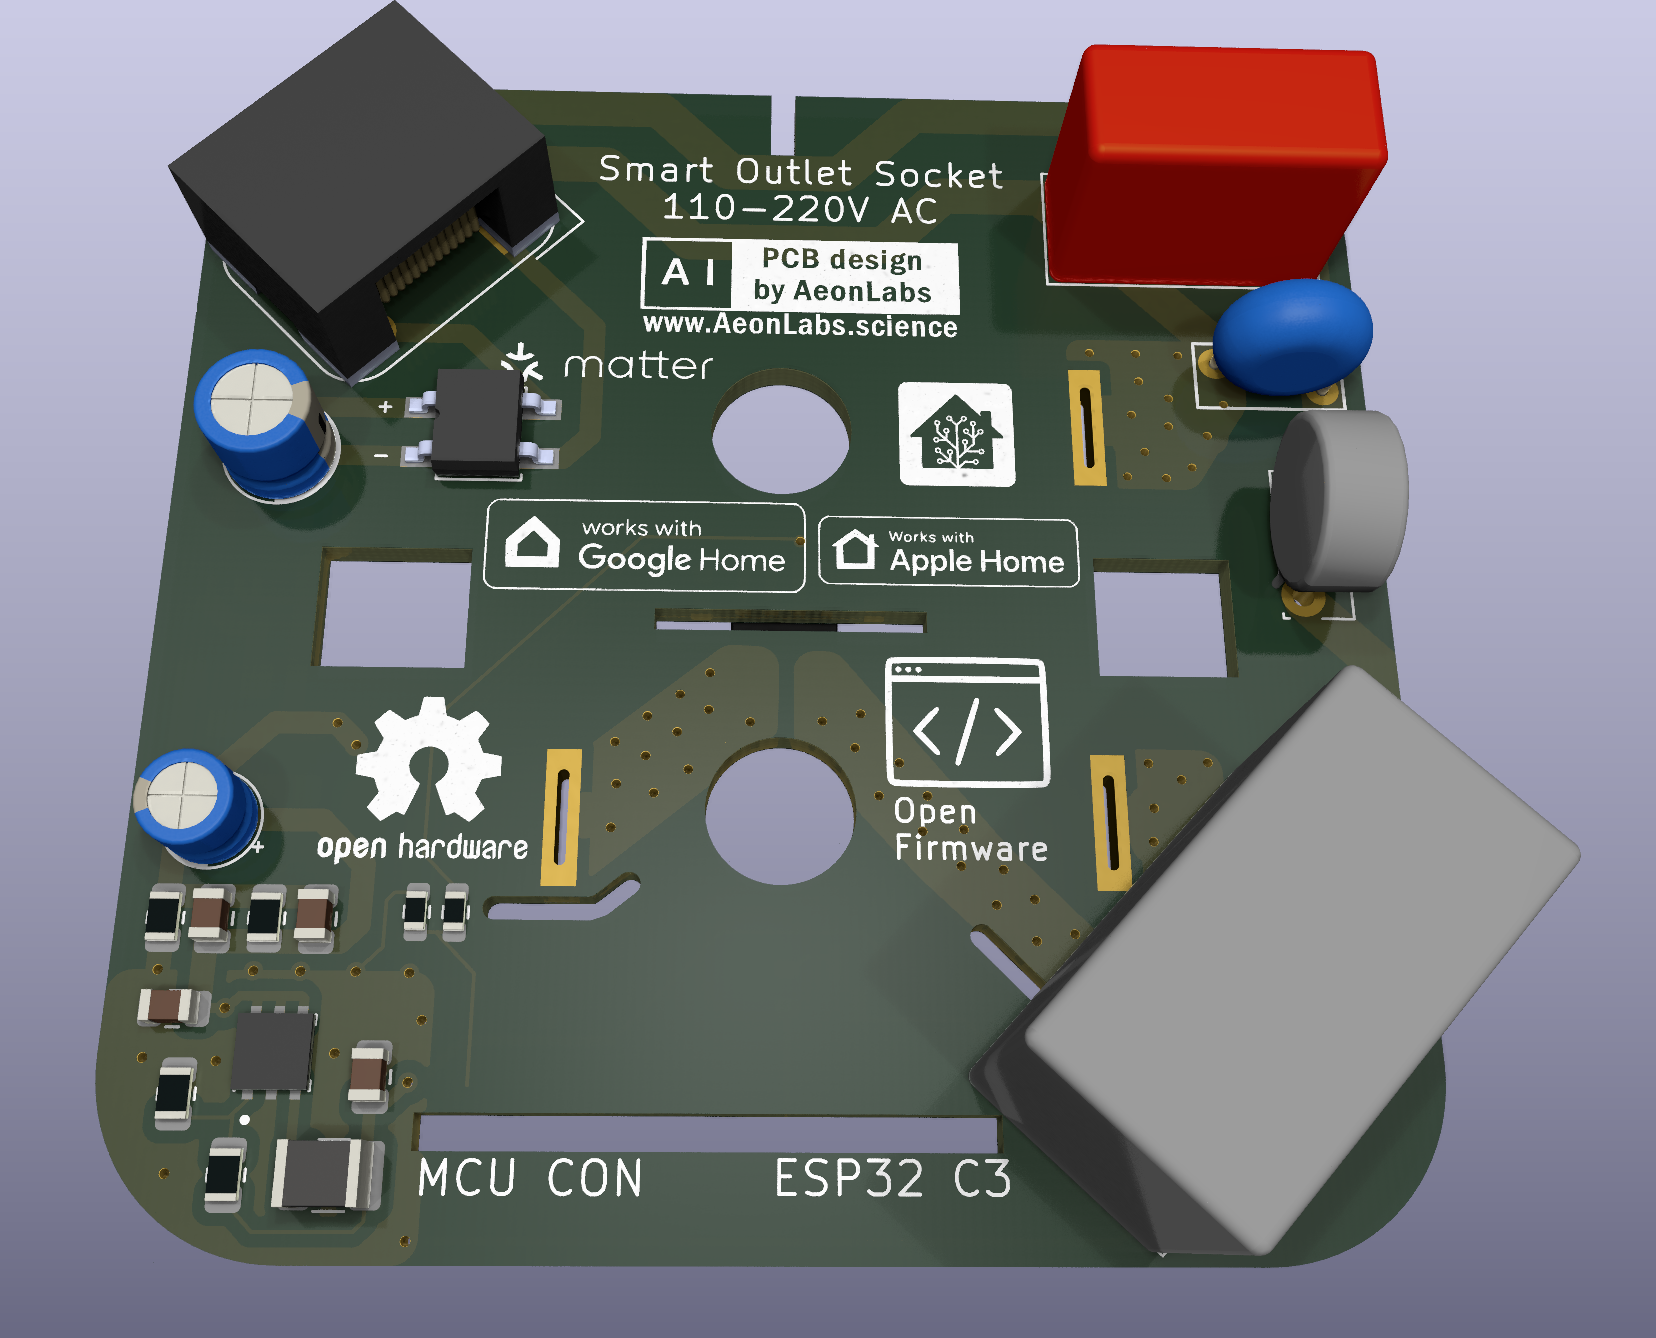 Smart Outlet Socket
110-220V AC
AI
PCB design
by AeonLabs
www.AeonLabs.science
matter
+
-
works with
Google Home
Works with
Apple Home
</>
open hardware
Open
Firmware
+
MCU CON
ESP32 C3